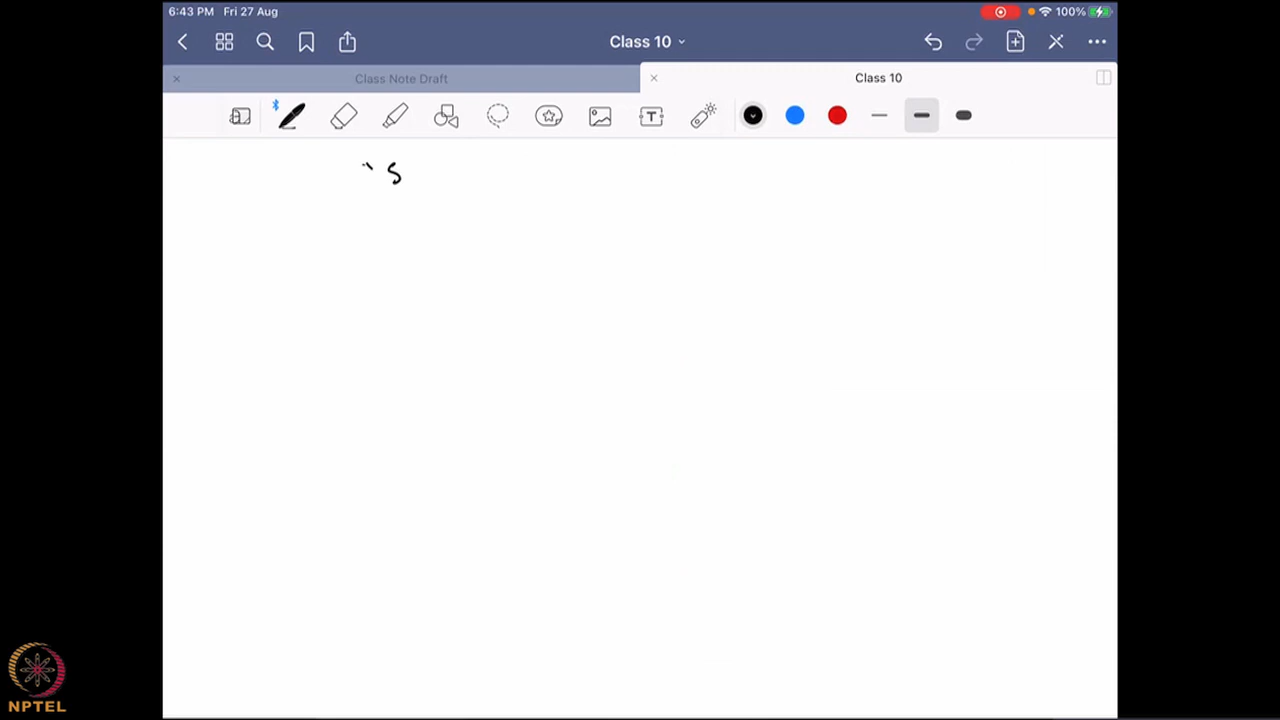 6:43 PM Fri 27 Aug 100%
Class 10
Class Note Draft Class 10
T
s
NPTEL